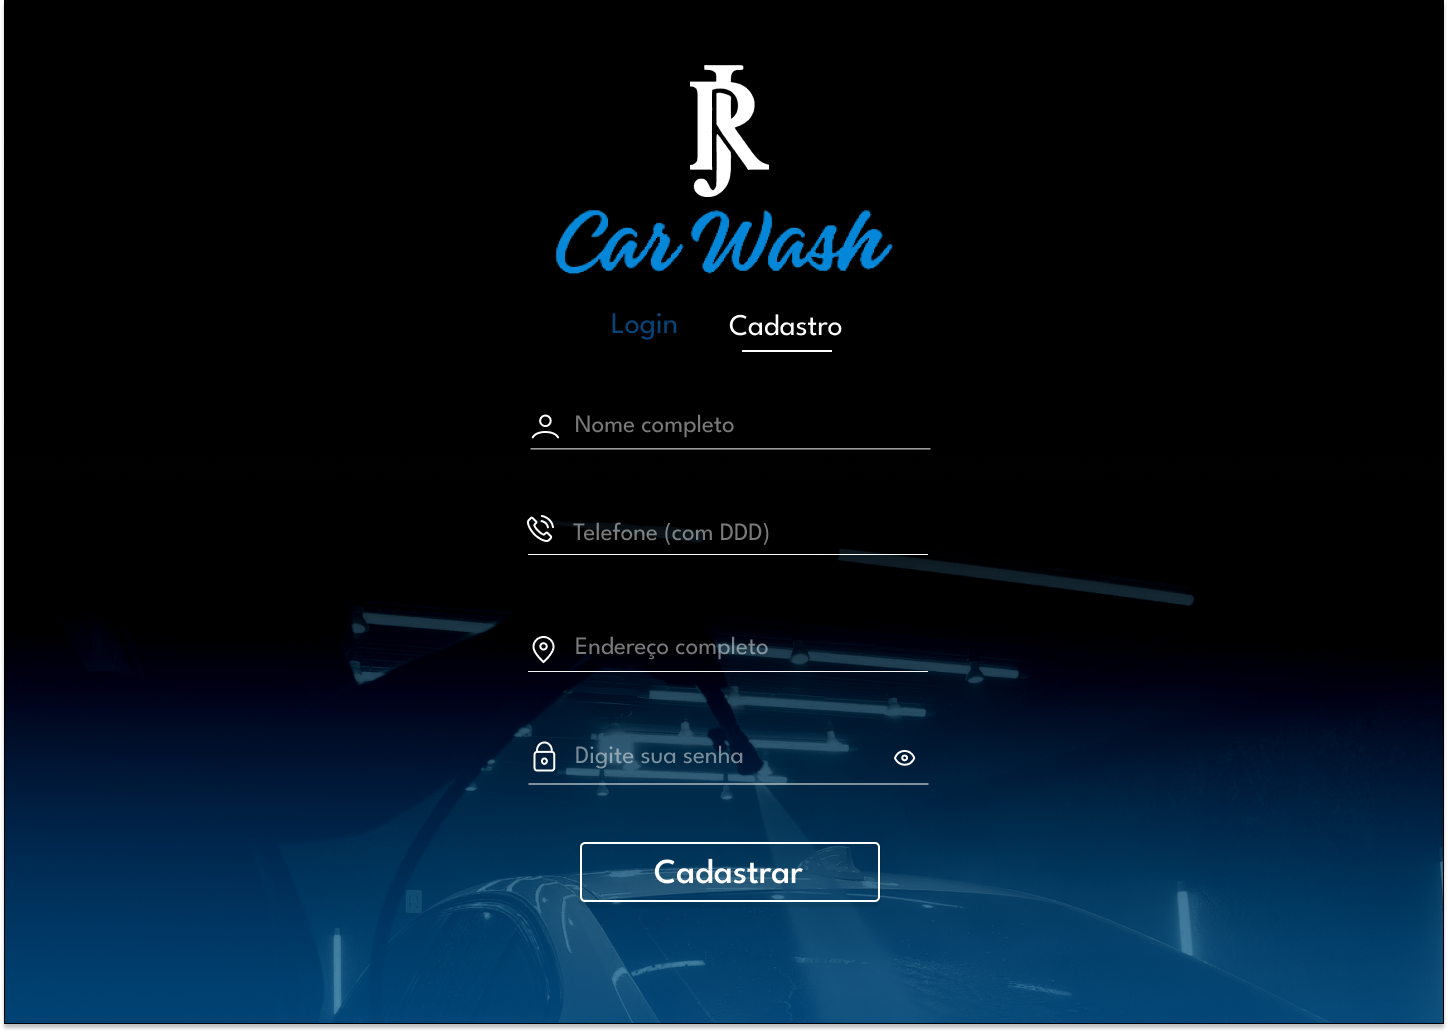 JR
Car Wash
Login Cadastro
Nome completo
Telefone (com DDD)
Endereço completo
Digite sua senha
Cadastrar